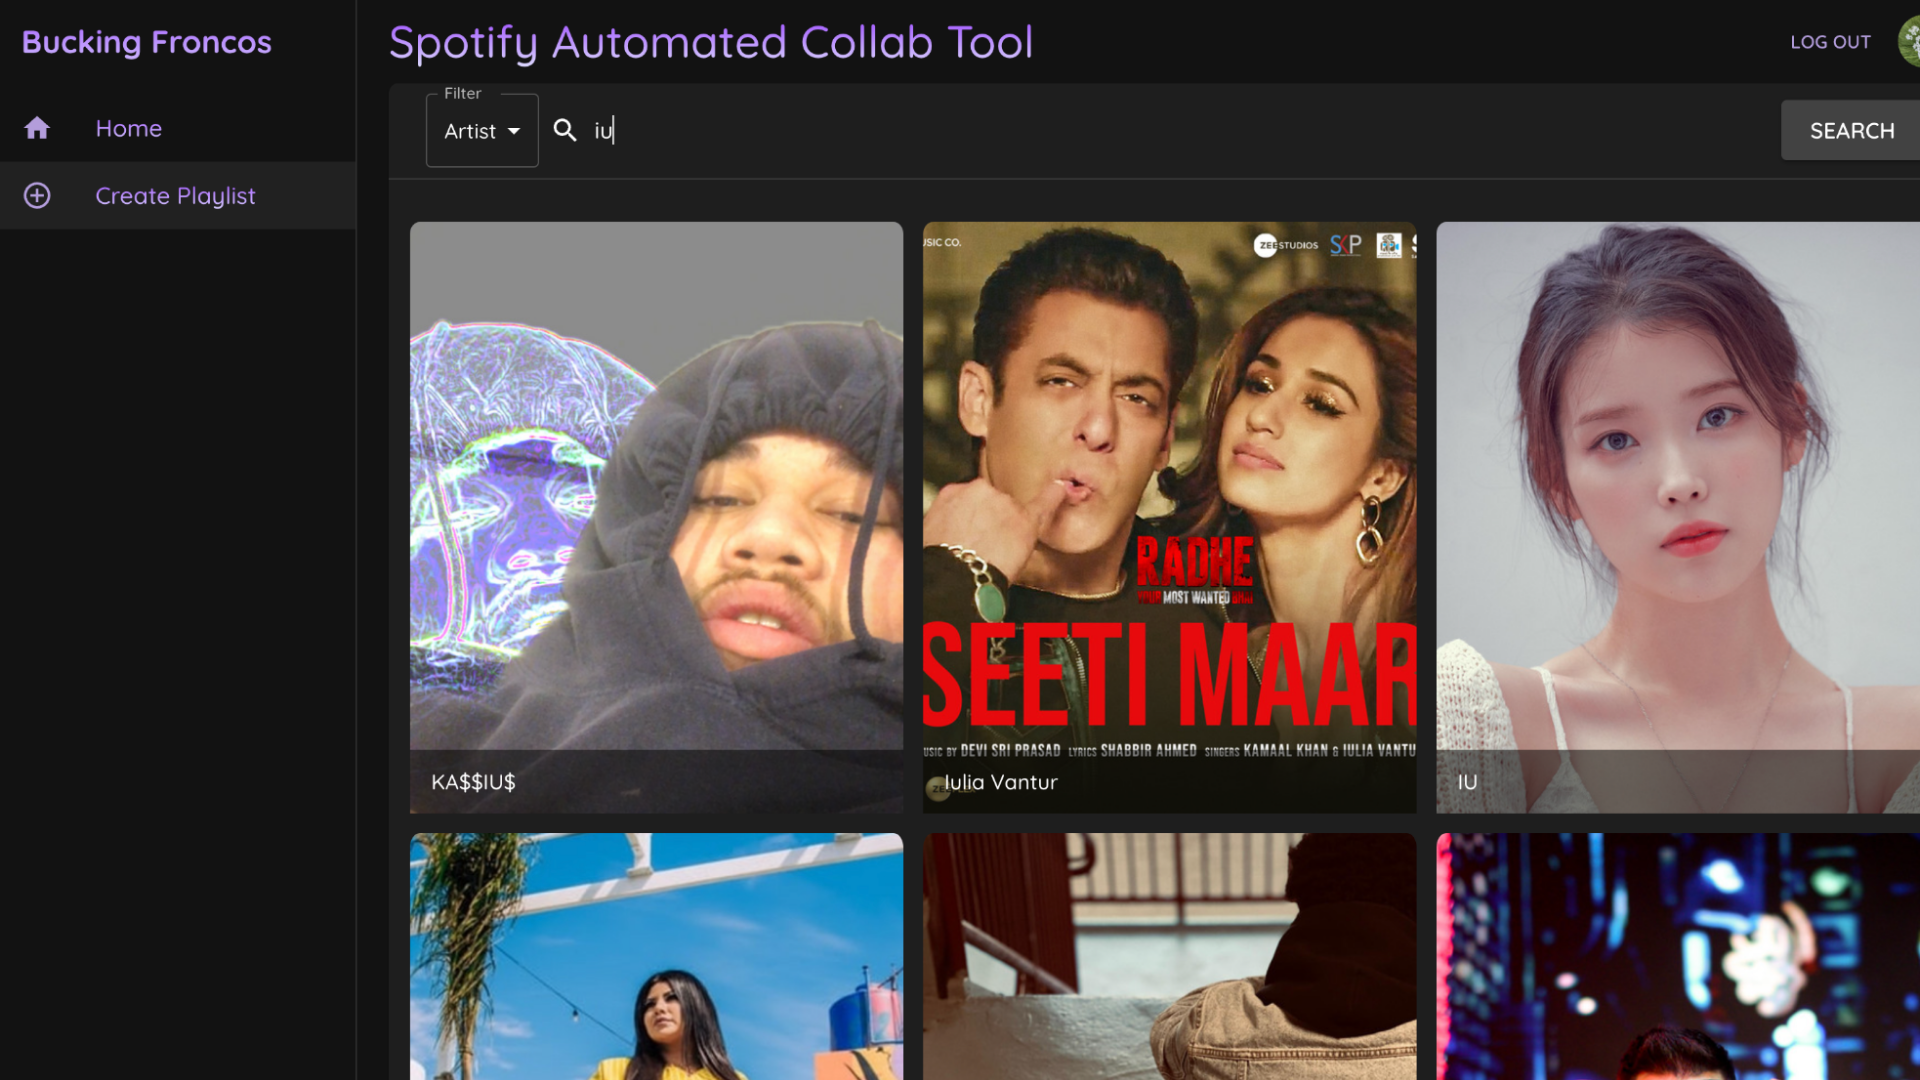 Bucking Froncos
Home
Create Playlist
Spotify Automated Collab Tool
LOG OUT
Filter
Artist
iu
SEARCH
KA$$IU$
USIC CO.
ZEE STUDIOS SKP
RADHE
YOUR MOST WANTED BHAI
SEETI MAAR
USIC BY DEVI SRI PRASAD LYRICS SHABBIR AHMED SINGERS KAMAAL KHAN & IULIA VANTU
Iulia Vantur
IU